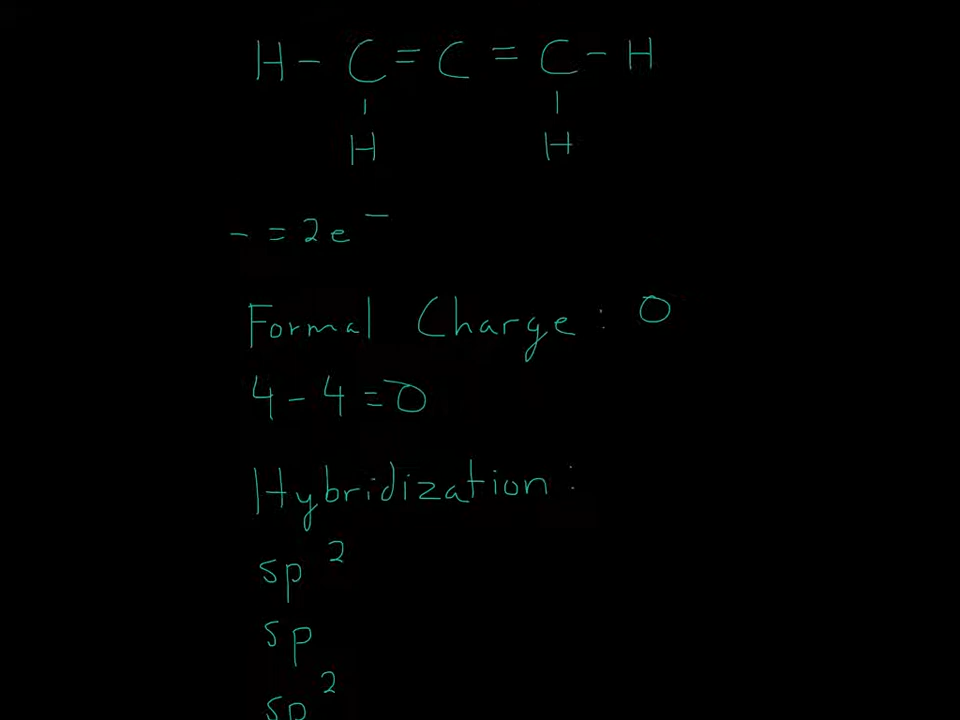 H - C = C = C - H
H H
- = 2e⁻
Formal Charge : 0
4 - 4 = 0
Hybridization :
sp²
sp
sp²